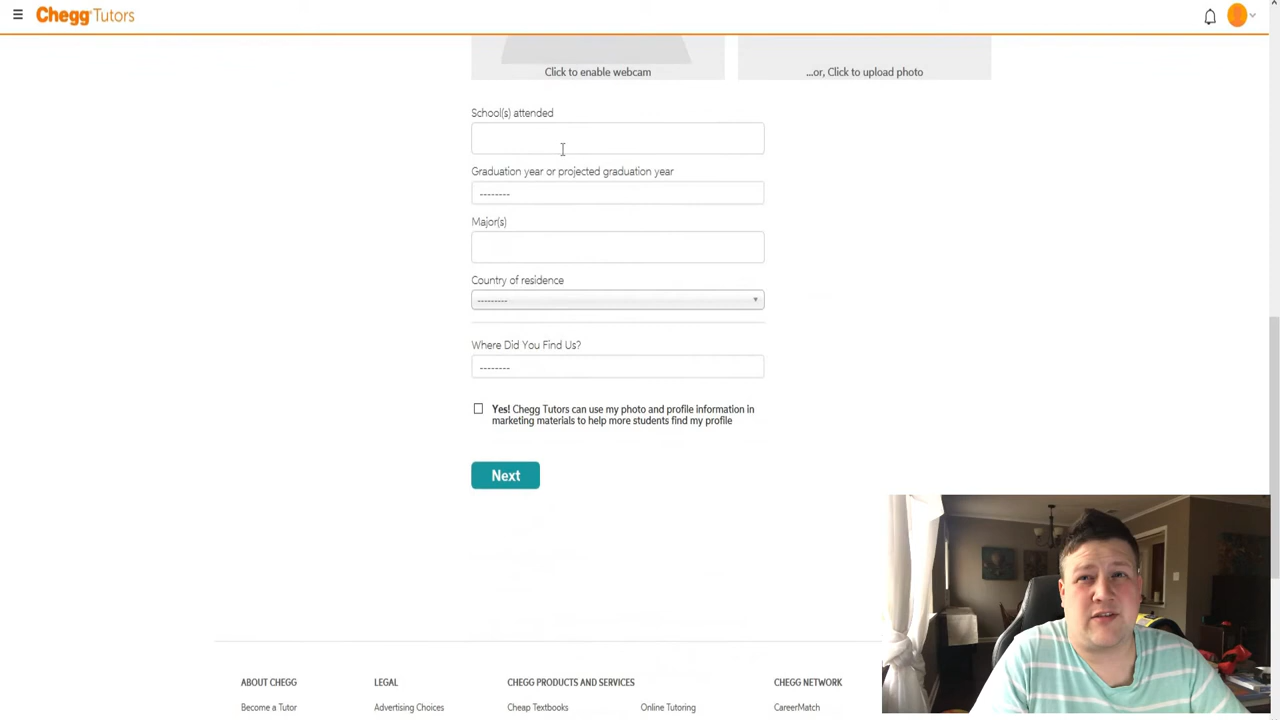 Chegg Tutors
Click to enable webcam
...or, Click to upload photo
School(s) attended
Graduation year or projected graduation year
--------
Major(s)
Country of residence
---------
Where Did You Find Us?
--------
Yes! Chegg Tutors can use my photo and profile information in
marketing materials to help more students find my profile
Next
ABOUT CHEGG
LEGAL
CHEGG PRODUCTS AND SERVICES
CHEGG NETWORK
Become a Tutor
Advertising Choices
Cheap Textbooks
Online Tutoring
CareerMatch